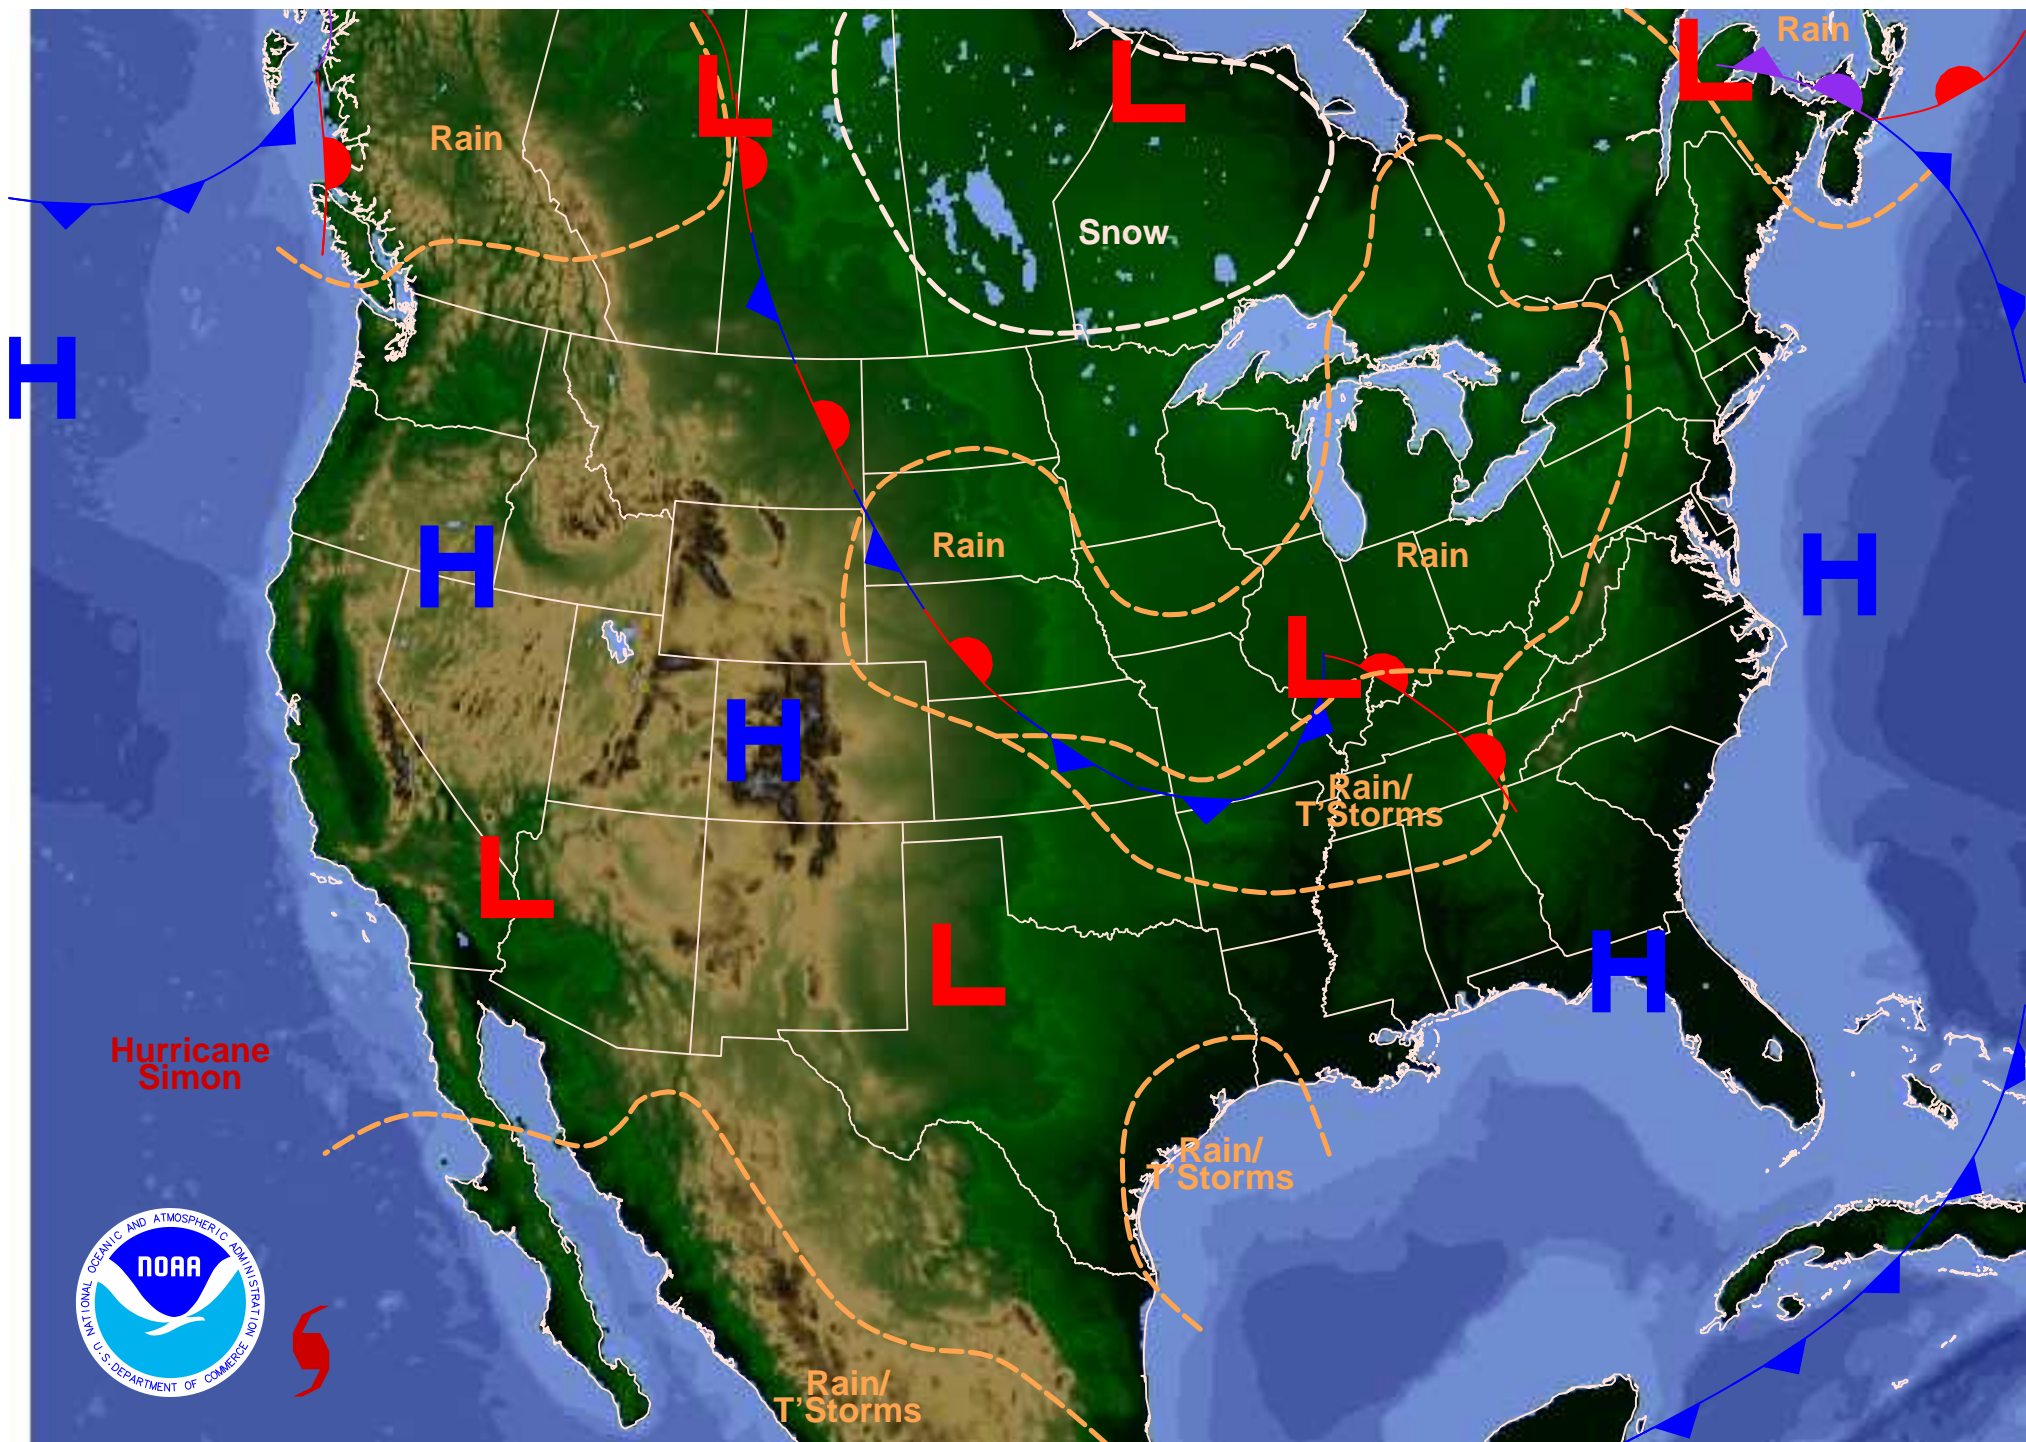 L
Rain
L
L
Rain
Snow
H
Rain
Rain
H
H
L
H
Rain/
T'Storms
L
L
H
Hurricane
Simon
Rain/
T'Storms
NATIONAL OCEANIC AND ATMOSPHERIC ADMINISTRATION
NOAA
U.S. DEPARTMENT OF COMMERCE
Rain/
T'Storms